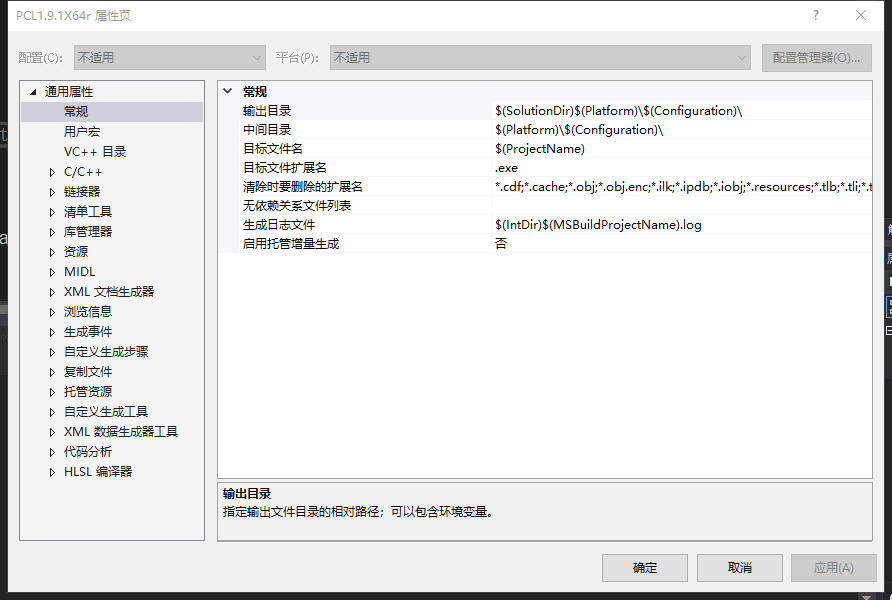 PCL1.9.1X64r 属性页
配置(C): 不适用 平台(P): 不适用 配置管理器(O)...
通用属性
常规
用户宏
VC++ 目录
C/C++
链接器
清单工具
库管理器
资源
MIDL
XML 文档生成器
浏览信息
生成事件
自定义生成步骤
复制文件
托管资源
自定义生成工具
XML 数据生成器工具
代码分析
HLSL 编译器
常规
输出目录 $(SolutionDir)$(Platform)\$(Configuration)\
中间目录 $(Platform)\$(Configuration)\
目标文件名 $(ProjectName)
目标文件扩展名 .exe
清除时要删除的扩展名 *.cdf;*.cache;*.obj;*.obj.enc;*.ilk;*.ipdb;*.iobj;*.resources;*.tlb;*.tli;*.t
无依赖关系文件列表
生成日志文件 $(IntDir)$(MSBuildProjectName).log
启用托管增量生成 否
输出目录
指定输出文件目录的相对路径；可以包含环境变量。
确定 取消 应用(A)